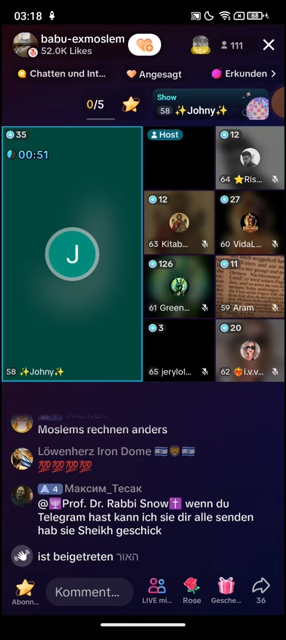 03:18
68
babu-exmoslem
52.0K Likes
111
Chatten und Int...
Angesagt
Erkunden >
0/5
Show
58 ✨Johny✨
35
00:51
J
58 ✨Johny✨
Host
12
64 ⭐Ris...
12
63 Kitab...
27
60 VidaL...
126
61 Green...
11
59 Aram
3
65 jerylol...
20
62 ❤️‍🔥i.v.v...
Moslems rechnen anders
Löwenherz Iron Dome 🇮🇱🦁🇮🇱
💯💯💯💯
4 Максим_Тесак
@🕎Prof. Dr. Rabbi Snow✝️ wenn du
Telegram hast kann ich sie dir alle senden
hab sie Sheikh geschick
ist beigetreten האור
Abonn...
Komment...
LIVE mi...
Rose
Gesche...
36